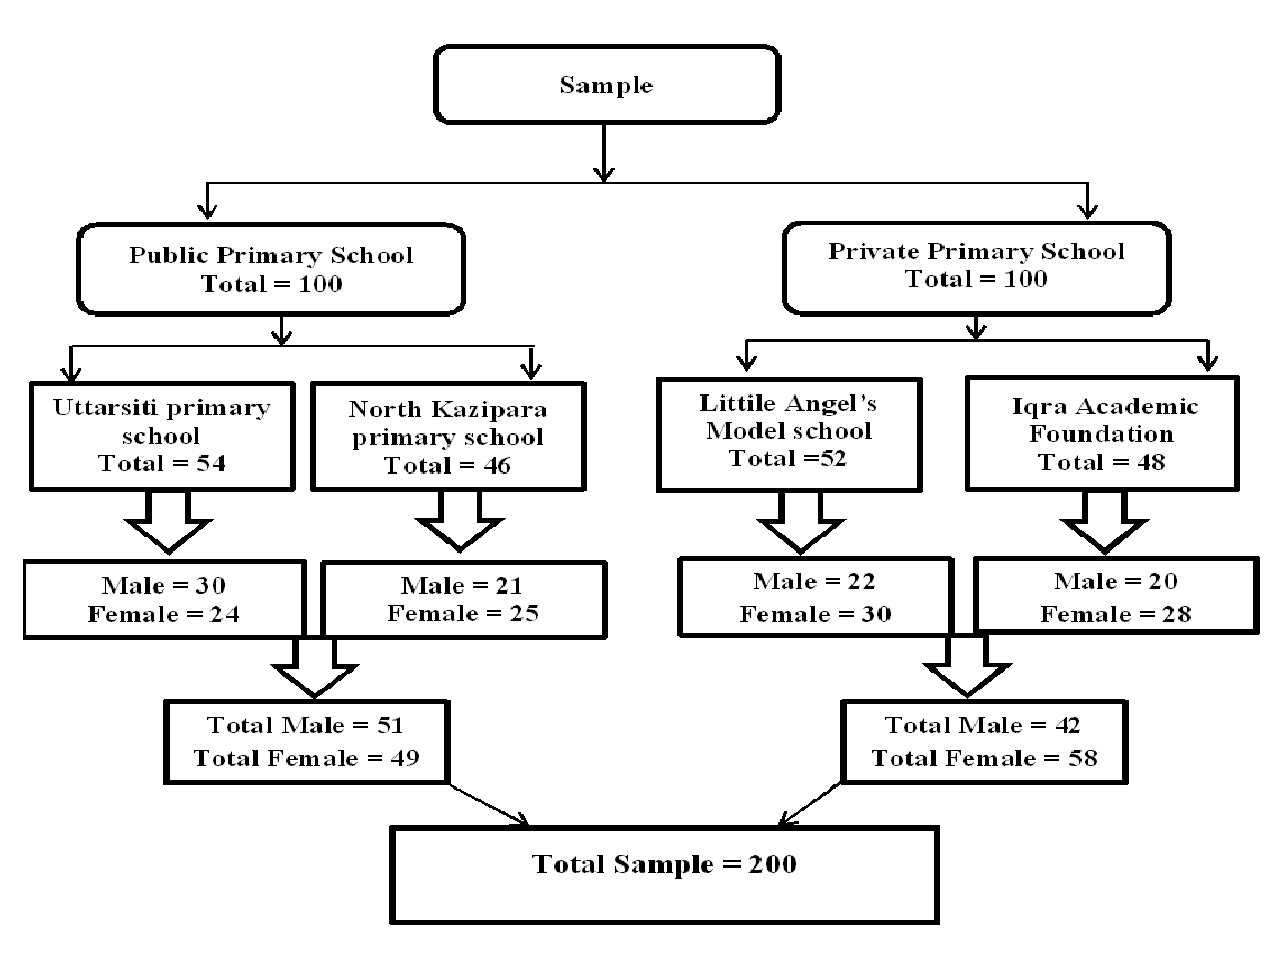 Sample
Public Primary School
Total = 100
Private Primary School
Total = 100
Uttarsiti primary
school
Total = 54
North Kazipara
primary school
Total = 46
Littile Angel's
Model school
Total =52
Iqra Academic
Foundation
Total = 48
Male = 30
Female = 24
Male = 21
Female = 25
Male = 22
Female = 30
Male = 20
Female = 28
Total Male = 51
Total Female = 49
Total Male = 42
Total Female = 58
Total Sample = 200